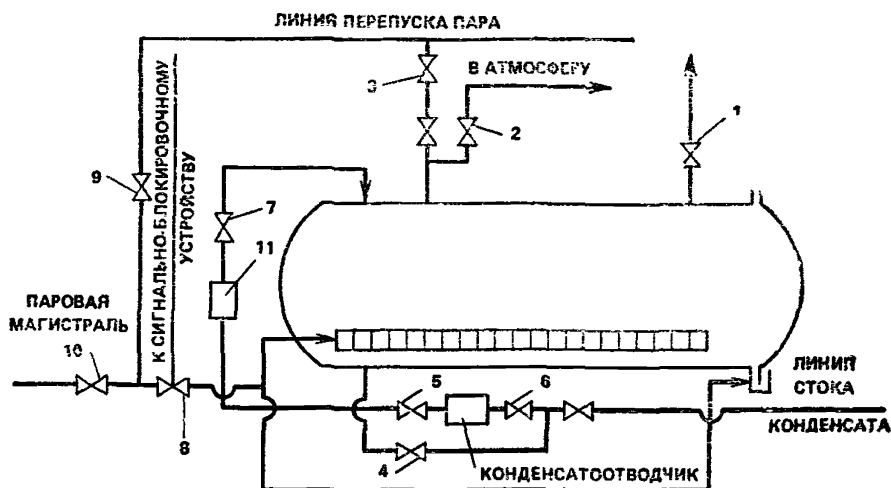 ЛИНИЯ ПЕРЕПУСКА ПАРА
В АТМОСФЕРУ
3
2
1
9
К СИГНАЛЬНО-БЛОКИРОВОЧНОМУ
УСТРОЙСТВУ
7
11
ПАРОВАЯ
МАГИСТРАЛЬ
10
8
5
6
4
ЛИНИЯ
СТОКА
КОНДЕНСАТА
КОНДЕНСАТООТВОДЧИК